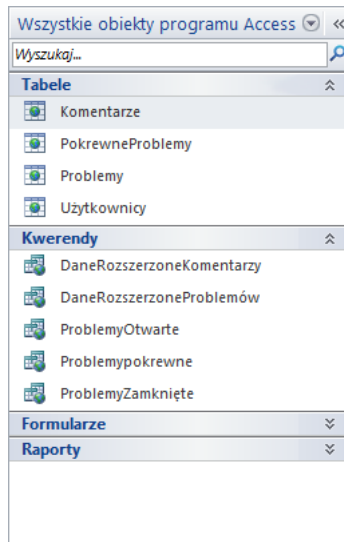 Wszystkie obiekty programu Access
Wyszukaj...
Tabele
Komentarze
PokrewneProblemy
Problemy
Użytkownicy
Kwerendy
DaneRozszerzoneKomentarzy
DaneRozszerzoneProblemów
ProblemyOtwarte
Problemypokrewne
ProblemyZamknięte
Formularze
Raporty